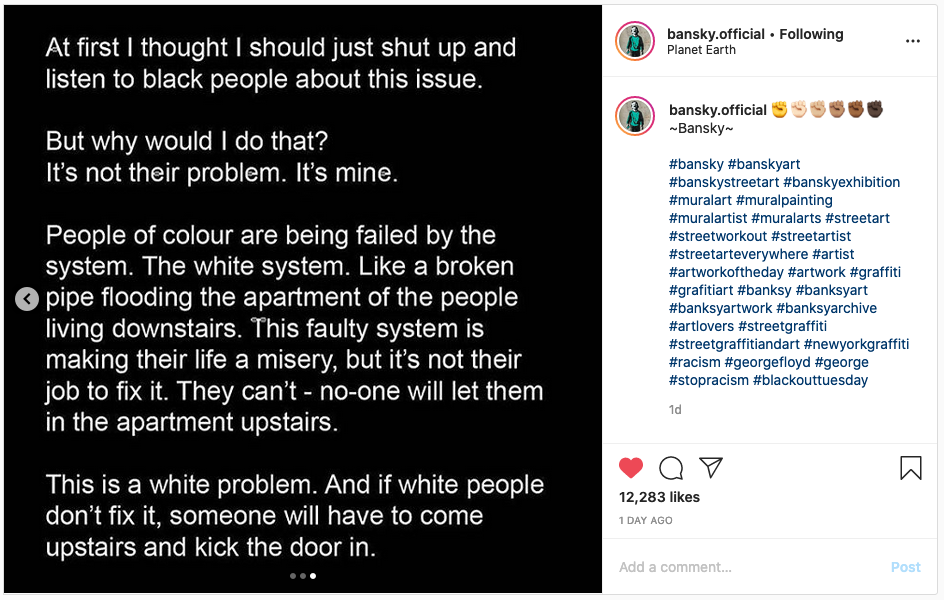 At first I thought I should just shut up and
listen to black people about this issue.
But why would I do that?
It's not their problem. It's mine.
People of colour are being failed by the
system. The white system. Like a broken
pipe flooding the apartment of the people
living downstairs. This faulty system is
making their life a misery, but it's not their
job to fix it. They can't - no-one will let them
in the apartment upstairs.
This is a white problem. And if white people
don't fix it, someone will have to come
upstairs and kick the door in.
bansky.official • Following
Planet Earth
bansky.official ✊✊🏻✊🏼✊🏽✊🏾✊🏿
~Bansky~
#bansky #banskyart
#banskystreetart #banskyexhibition
#muralart #muralpainting
#muralartist #muralarts #streetart
#streetworkout #streetartist
#streetarteverywhere #artist
#artworkoftheday #artwork #graffiti
#grafitiart #banksy #banksyart
#banksyartwork #banksyarchive
#artlovers #streetgraffiti
#streetgraffitiandart #newyorkgraffiti
#racism #georgefloyd #george
#stopracism #blackouttuesday
1d
12,283 likes
1 DAY AGO
Add a comment...
Post